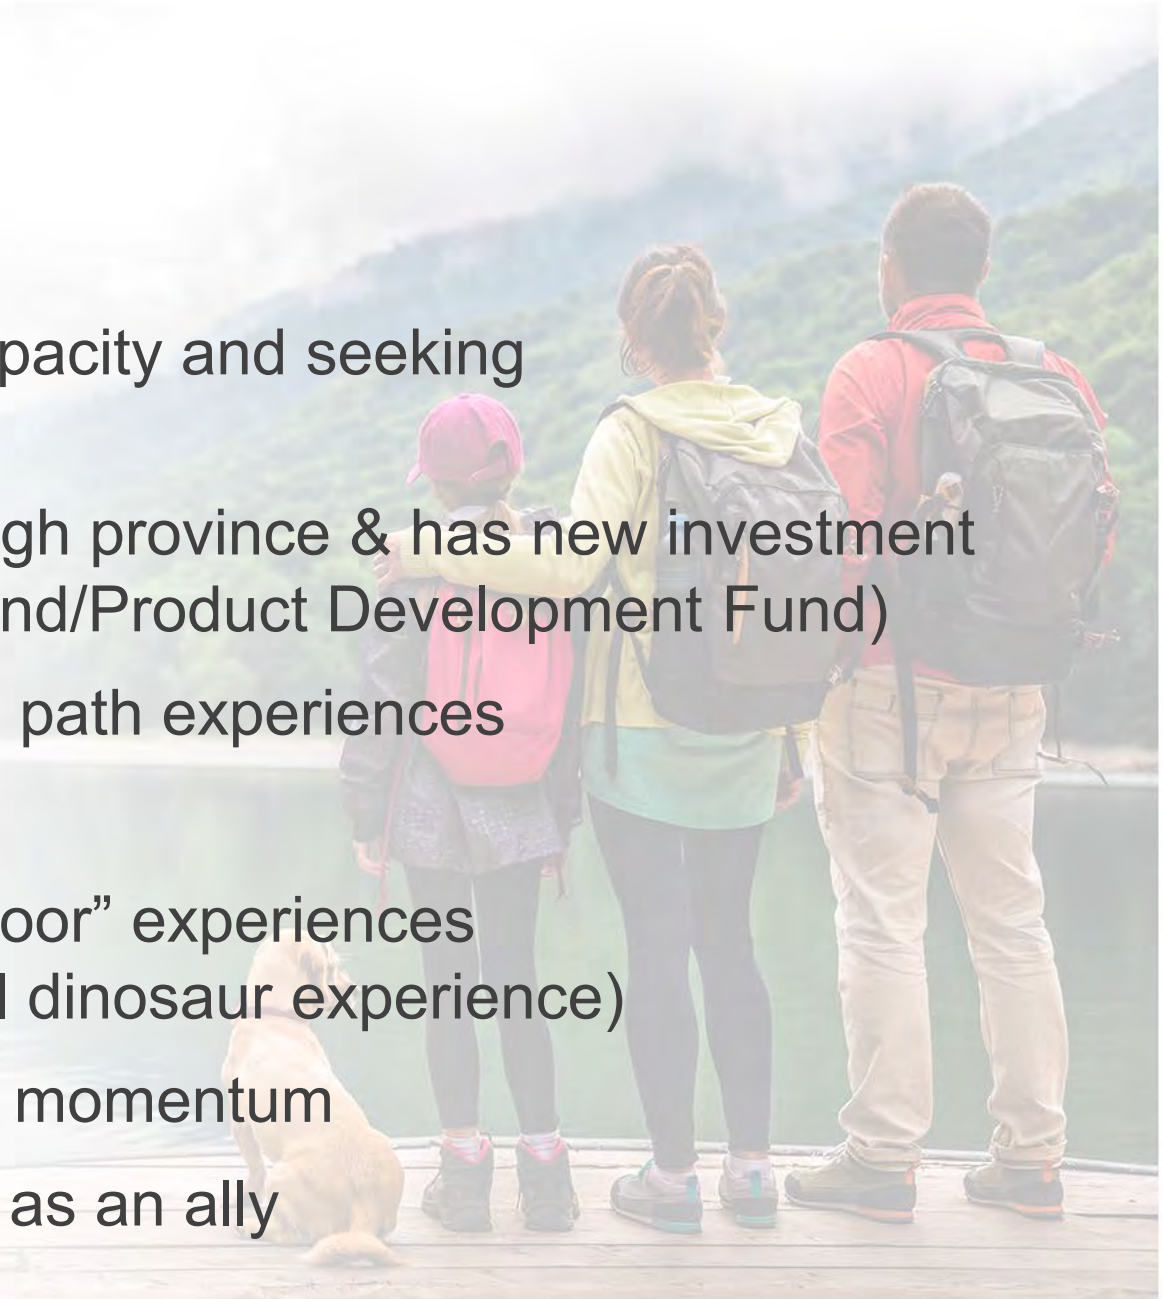 pacity and seeking
gh province & has new investment
nd/Product Development Fund)
path experiences
oor” experiences
l dinosaur experience)
momentum
as an ally